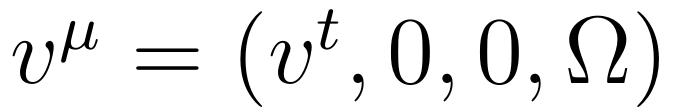 v^μ = (v^t, 0, 0, Ω)